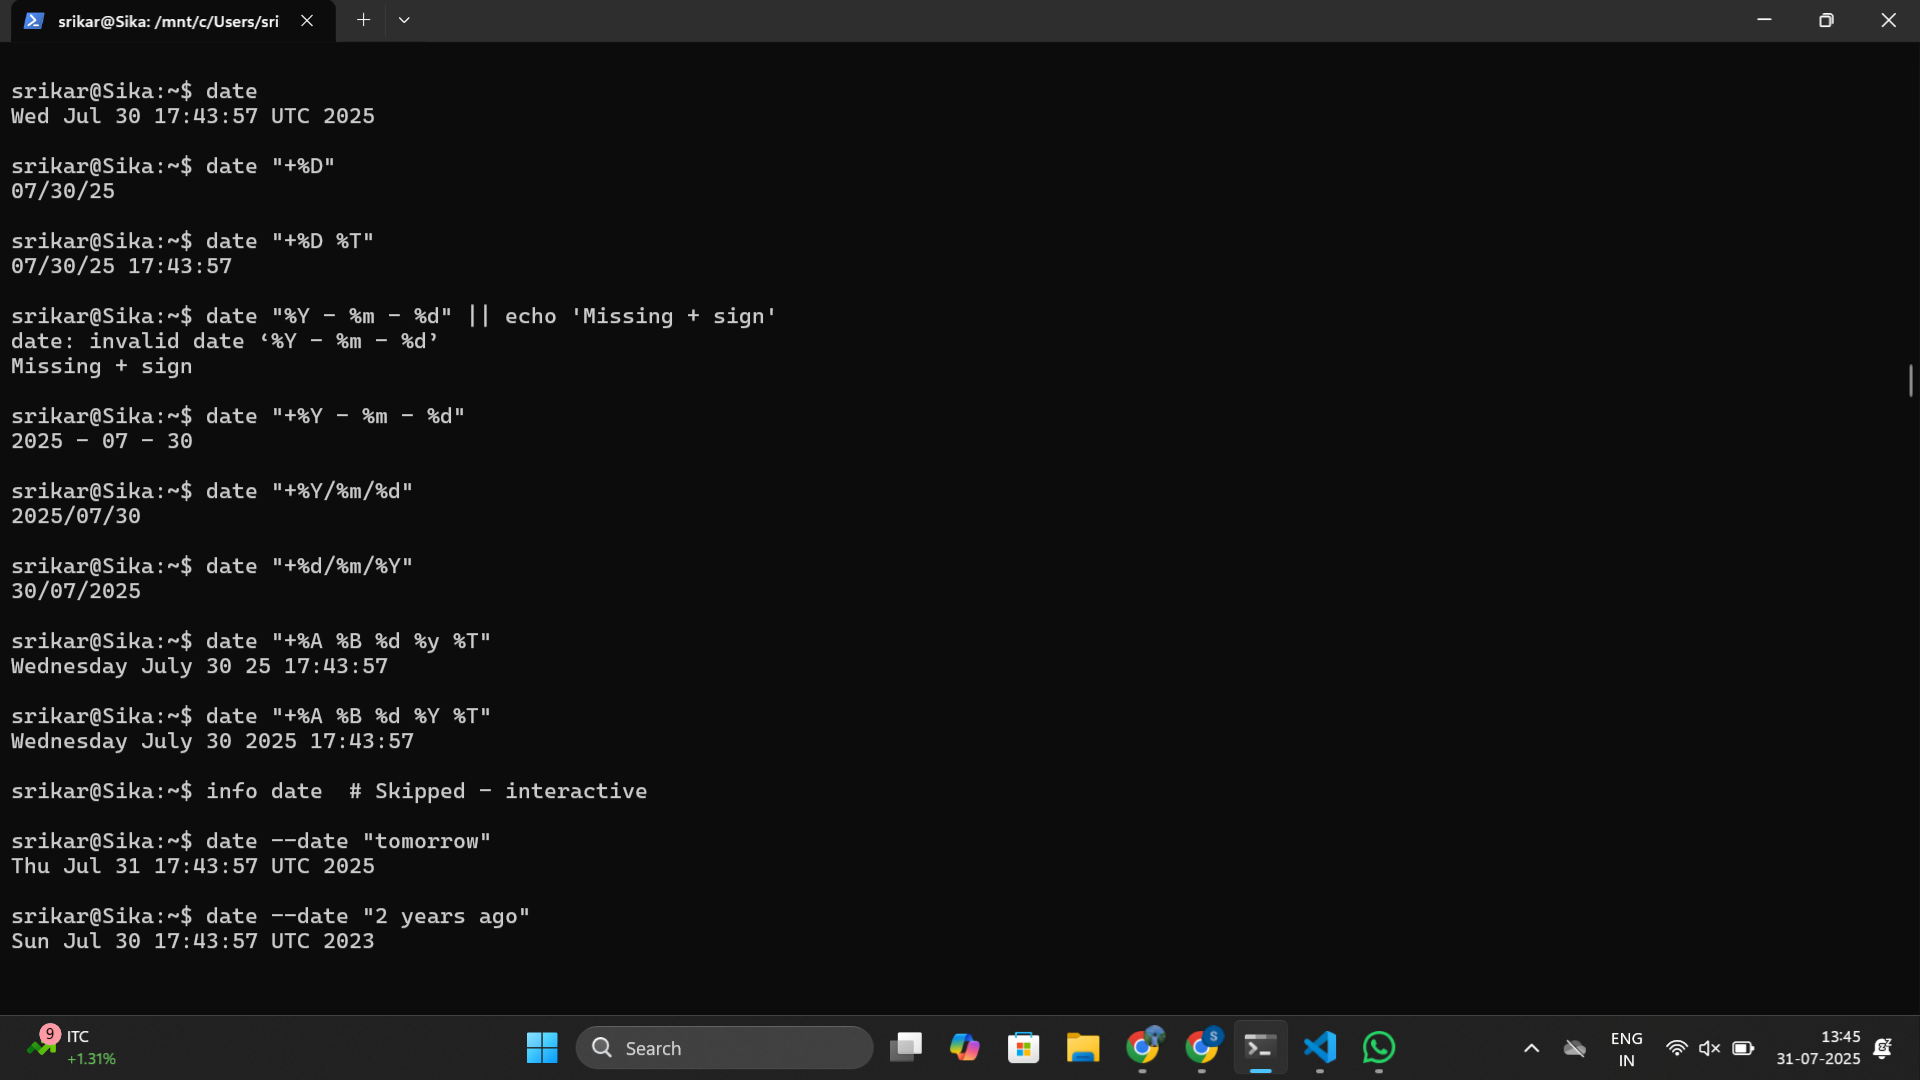 srikar@Sika: /mnt/c/Users/sri
srikar@Sika:~$ date
Wed Jul 30 17:43:57 UTC 2025
srikar@Sika:~$ date "+%D"
07/30/25
srikar@Sika:~$ date "+%D %T"
07/30/25 17:43:57
srikar@Sika:~$ date "%Y - %m - %d" || echo 'Missing + sign'
date: invalid date ‘%Y - %m - %d’
Missing + sign
srikar@Sika:~$ date "+%Y - %m - %d"
2025 - 07 - 30
srikar@Sika:~$ date "+%Y/%m/%d"
2025/07/30
srikar@Sika:~$ date "+%d/%m/%Y"
30/07/2025
srikar@Sika:~$ date "+%A %B %d %y %T"
Wednesday July 30 25 17:43:57
srikar@Sika:~$ date "+%A %B %d %Y %T"
Wednesday July 30 2025 17:43:57
srikar@Sika:~$ info date  # Skipped - interactive
srikar@Sika:~$ date --date "tomorrow"
Thu Jul 31 17:43:57 UTC 2025
srikar@Sika:~$ date --date "2 years ago"
Sun Jul 30 17:43:57 UTC 2023
9
ITC
+1.31%
Search
S
ENG
IN
13:45
31-07-2025